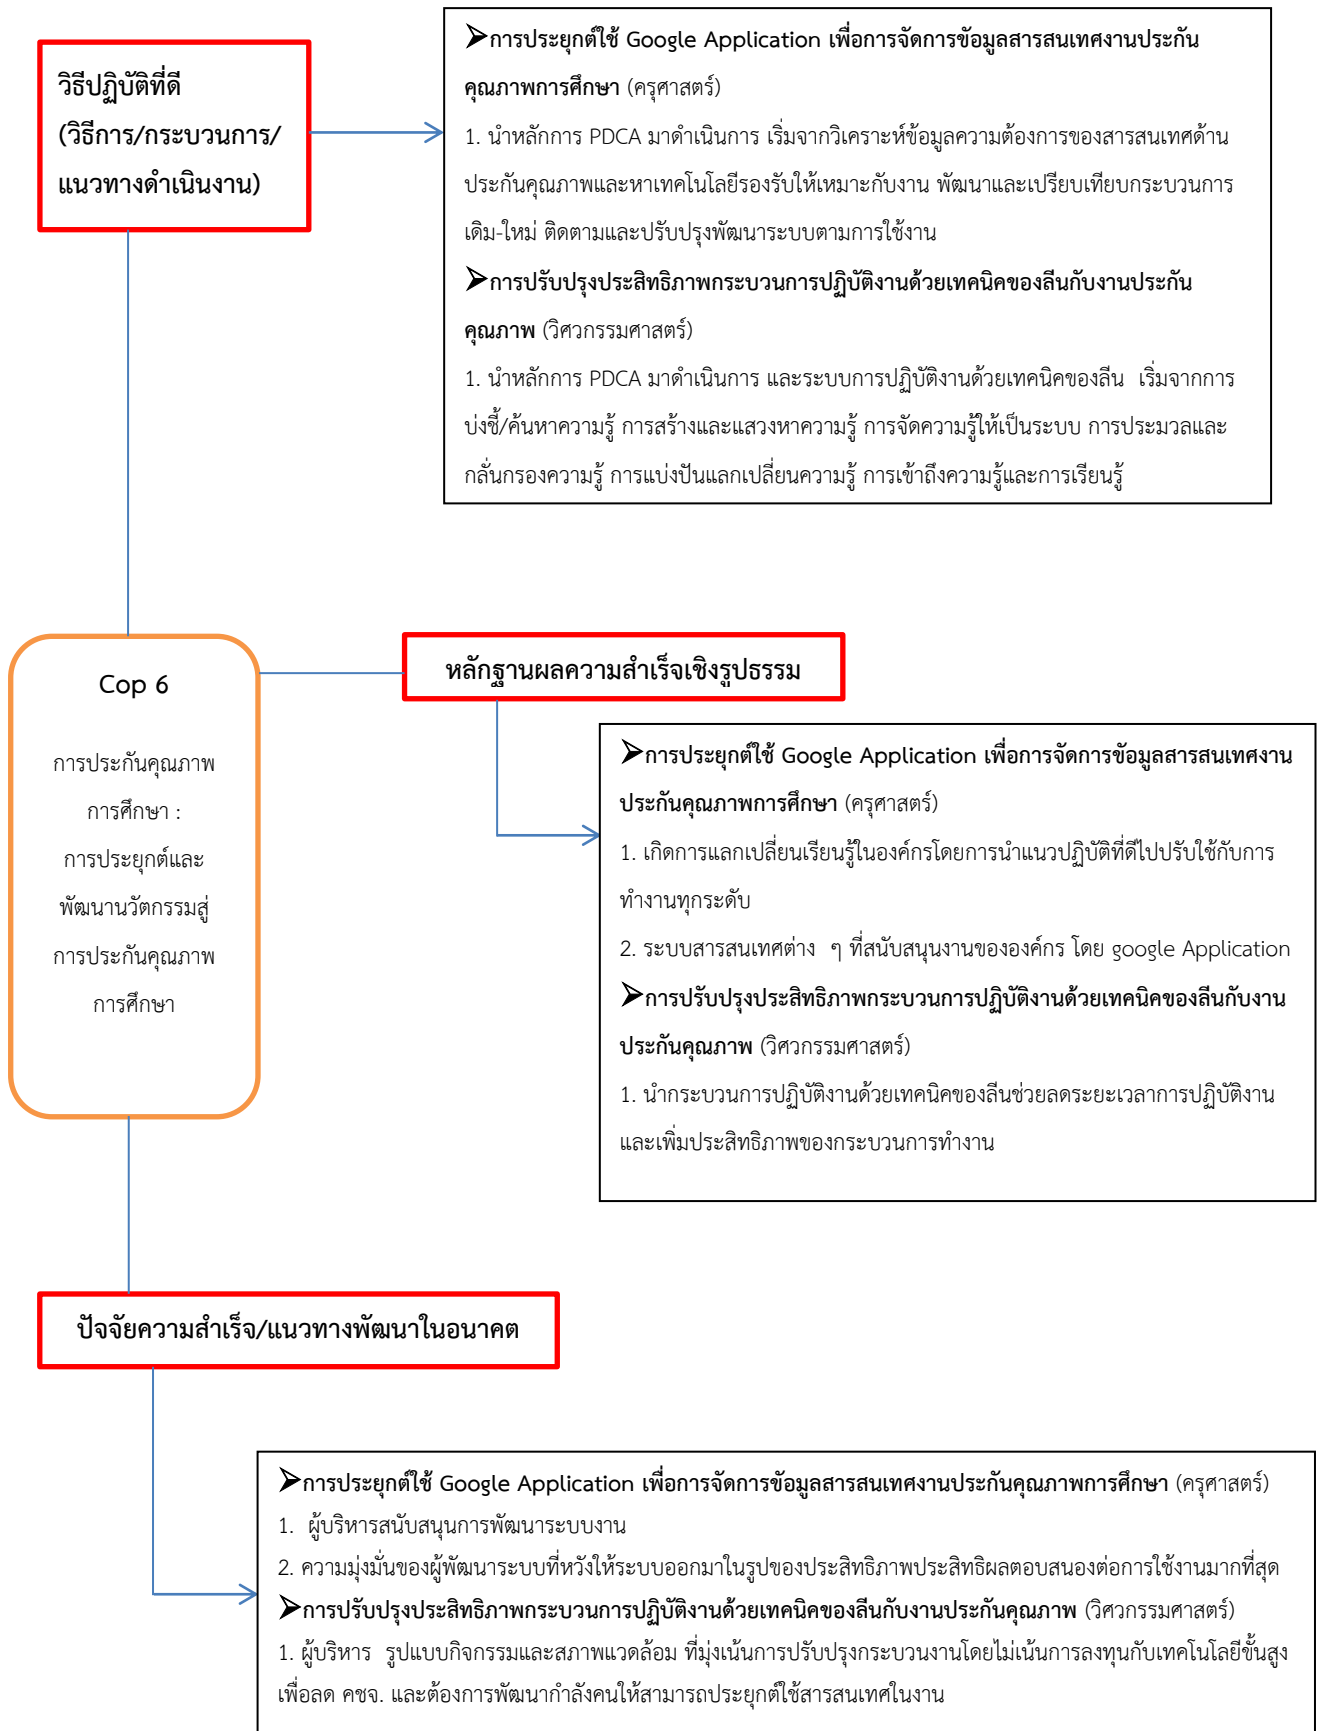 วิธีปฏิบัติที่ดี
(วิธีการ/กระบวนการ/
แนวทางดำเนินงาน)
➢การประยุกต์ใช้ Google Application เพื่อการจัดการข้อมูลสารสนเทศงานประกัน
คุณภาพการศึกษา (ครุศาสตร์)
1. นำหลักการ PDCA มาดำเนินการ เริ่มจากวิเคราะห์ข้อมูลความต้องการของสารสนเทศด้าน
ประกันคุณภาพและหาเทคโนโลยีรองรับให้เหมาะกับงาน พัฒนาและเปรียบเทียบกระบวนการ
เดิม-ใหม่ ติดตามและปรับปรุงพัฒนาระบบตามการใช้งาน
➢การปรับปรุงประสิทธิภาพกระบวนการปฏิบัติงานด้วยเทคนิคของลีนกับงานประกัน
คุณภาพ (วิศวกรรมศาสตร์)
1. นำหลักการ PDCA มาดำเนินการ และระบบการปฏิบัติงานด้วยเทคนิคของลีน เริ่มจากการ
บ่งชี้/ค้นหาความรู้ การสร้างและแสวงหาความรู้ การจัดความรู้ให้เป็นระบบ การประมวลและ
กลั่นกรองความรู้ การแบ่งปันแลกเปลี่ยนความรู้ การเข้าถึงความรู้และการเรียนรู้
Cop 6
การประกันคุณภาพ
การศึกษา :
การประยุกต์และ
พัฒนานวัตกรรมสู่
การประกันคุณภาพ
การศึกษา
หลักฐานผลความสำเร็จเชิงรูปธรรม
➢การประยุกต์ใช้ Google Application เพื่อการจัดการข้อมูลสารสนเทศงาน
ประกันคุณภาพการศึกษา (ครุศาสตร์)
1. เกิดการแลกเปลี่ยนเรียนรู้ในองค์กรโดยการนำแนวปฏิบัติที่ดีไปปรับใช้กับการ
ทำงานทุกระดับ
2. ระบบสารสนเทศต่าง ๆ ที่สนับสนุนงานขององค์กร โดย google Application
➢การปรับปรุงประสิทธิภาพกระบวนการปฏิบัติงานด้วยเทคนิคของลีนกับงาน
ประกันคุณภาพ (วิศวกรรมศาสตร์)
1. นำกระบวนการปฏิบัติงานด้วยเทคนิคของลีนช่วยลดระยะเวลาการปฏิบัติงาน
และเพิ่มประสิทธิภาพของกระบวนการทำงาน
ปัจจัยความสำเร็จ/แนวทางพัฒนาในอนาคต
➢การประยุกต์ใช้ Google Application เพื่อการจัดการข้อมูลสารสนเทศงานประกันคุณภาพการศึกษา (ครุศาสตร์)
1. ผู้บริหารสนับสนุนการพัฒนาระบบงาน
2. ความมุ่งมั่นของผู้พัฒนาระบบที่หวังให้ระบบออกมาในรูปของประสิทธิภาพประสิทธิผลตอบสนองต่อการใช้งานมากที่สุด
➢การปรับปรุงประสิทธิภาพกระบวนการปฏิบัติงานด้วยเทคนิคของลีนกับงานประกันคุณภาพ (วิศวกรรมศาสตร์)
1. ผู้บริหาร รูปแบบกิจกรรมและสภาพแวดล้อม ที่มุ่งเน้นการปรับปรุงกระบวนงานโดยไม่เน้นการลงทุนกับเทคโนโลยีขั้นสูง
เพื่อลด คชจ. และต้องการพัฒนากำลังคนให้สามารถประยุกต์ใช้สารสนเทศในงาน